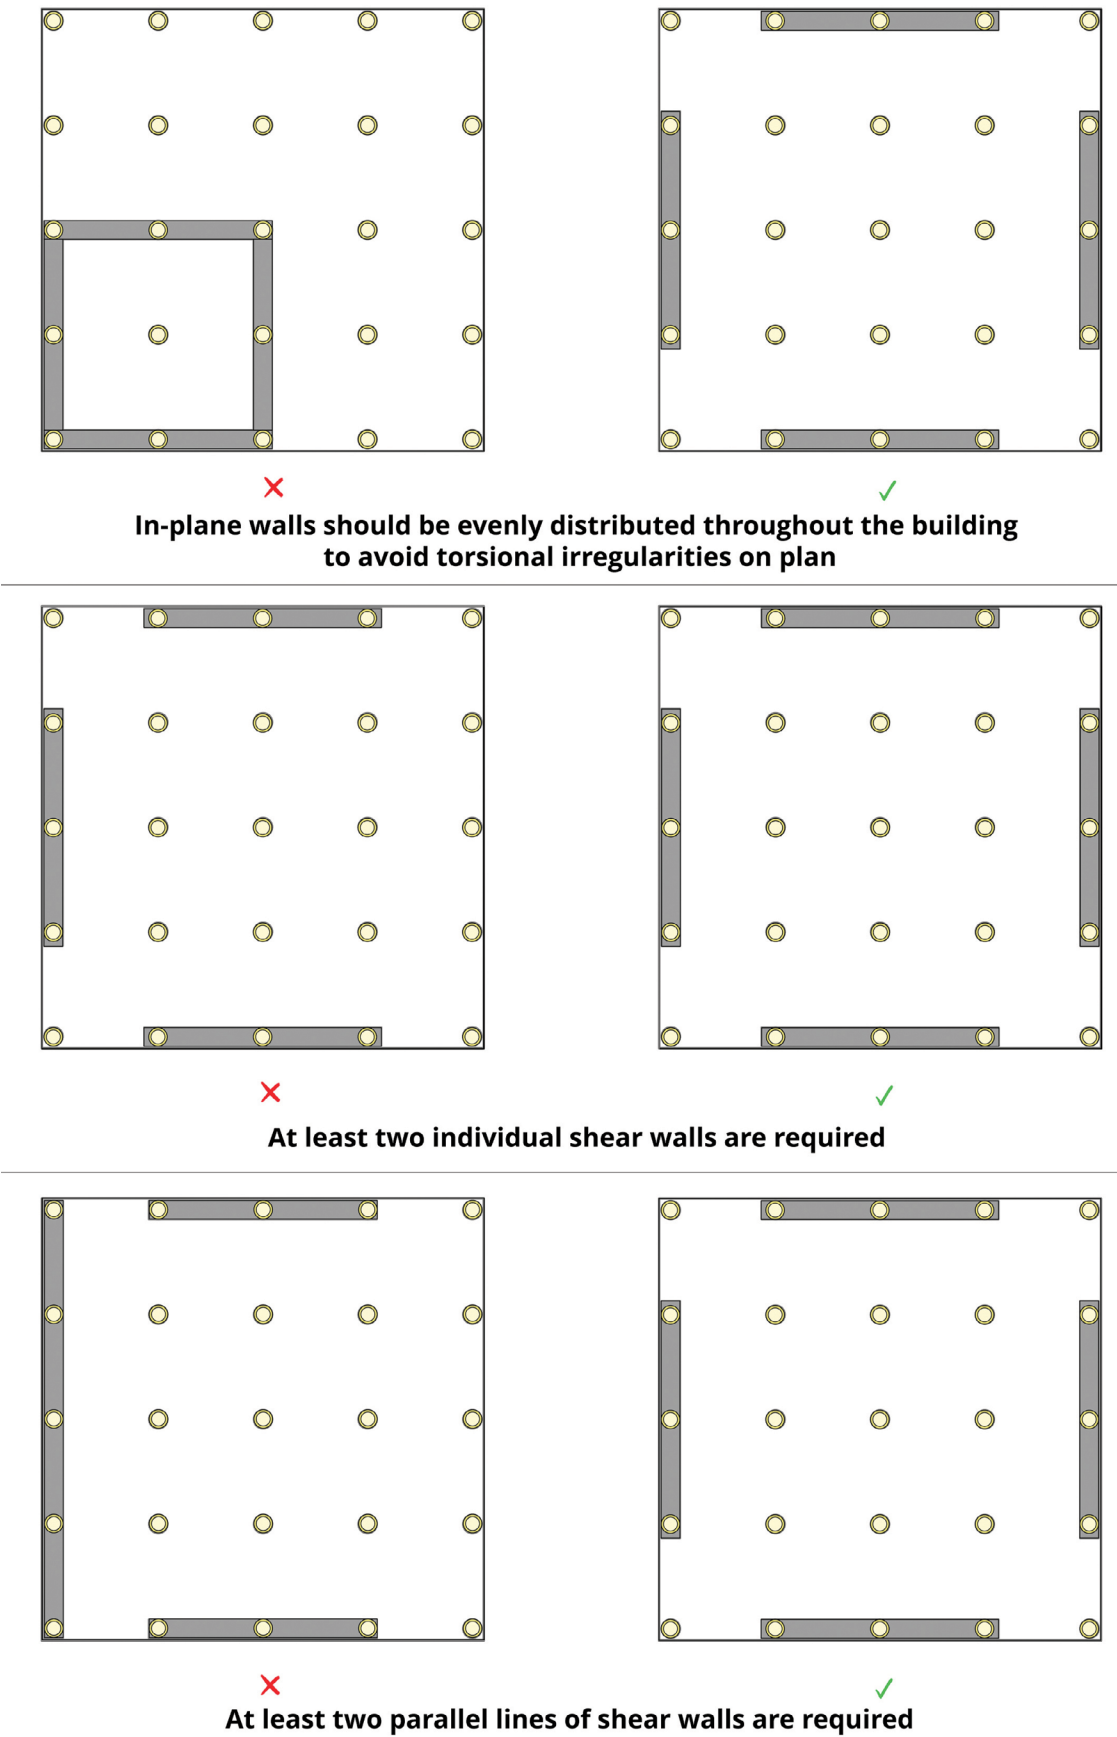 In-plane walls should be evenly distributed throughout the building
to avoid torsional irregularities on plan
At least two individual shear walls are required
At least two parallel lines of shear walls are required